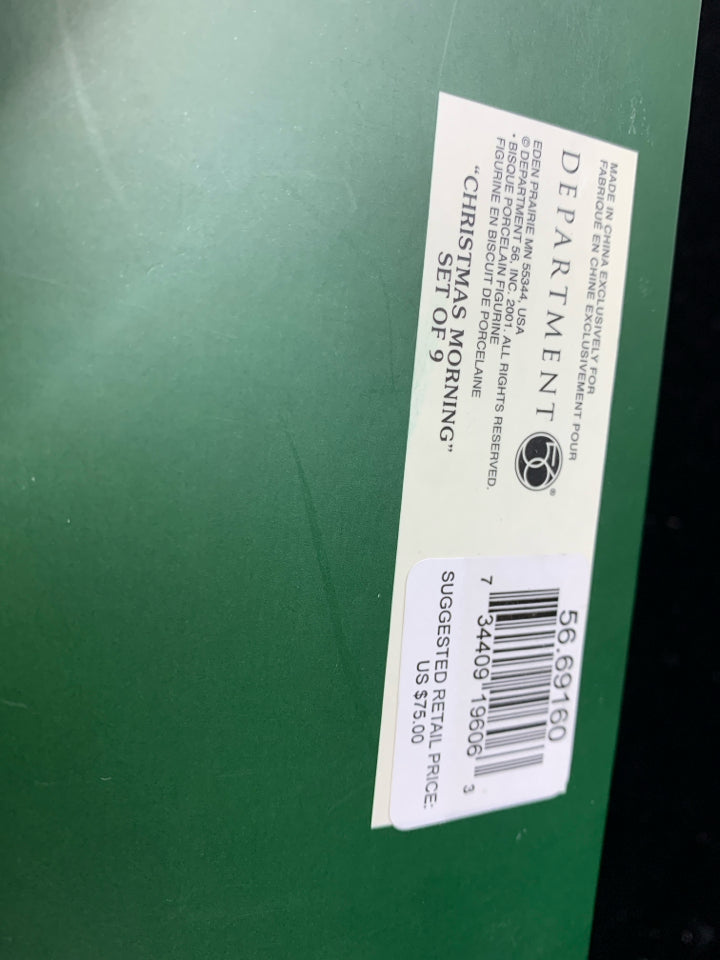 MADE IN CHINA EXCLUSIVELY FOR
FABRIQUÉ EN CHINE EXCLUSIVEMENT POUR
DEPARTMENT 56®
EDEN PRAIRIE MN 55344, USA
© DEPARTMENT 56, INC. 2001. ALL RIGHTS RESERVED.
• BISQUE PORCELAIN FIGURINE
FIGURINE EN BISCUIT DE PORCELAINE
"CHRISTMAS MORNING"
SET OF 9
56.69160
7 34409 19606 3
SUGGESTED RETAIL PRICE:
US $75.00